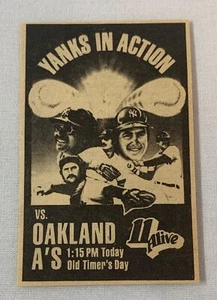 YANKS IN ACTION
VS.
OAKLAND
A'S 1:15 PM Today
Old Timer's Day
11
Alive